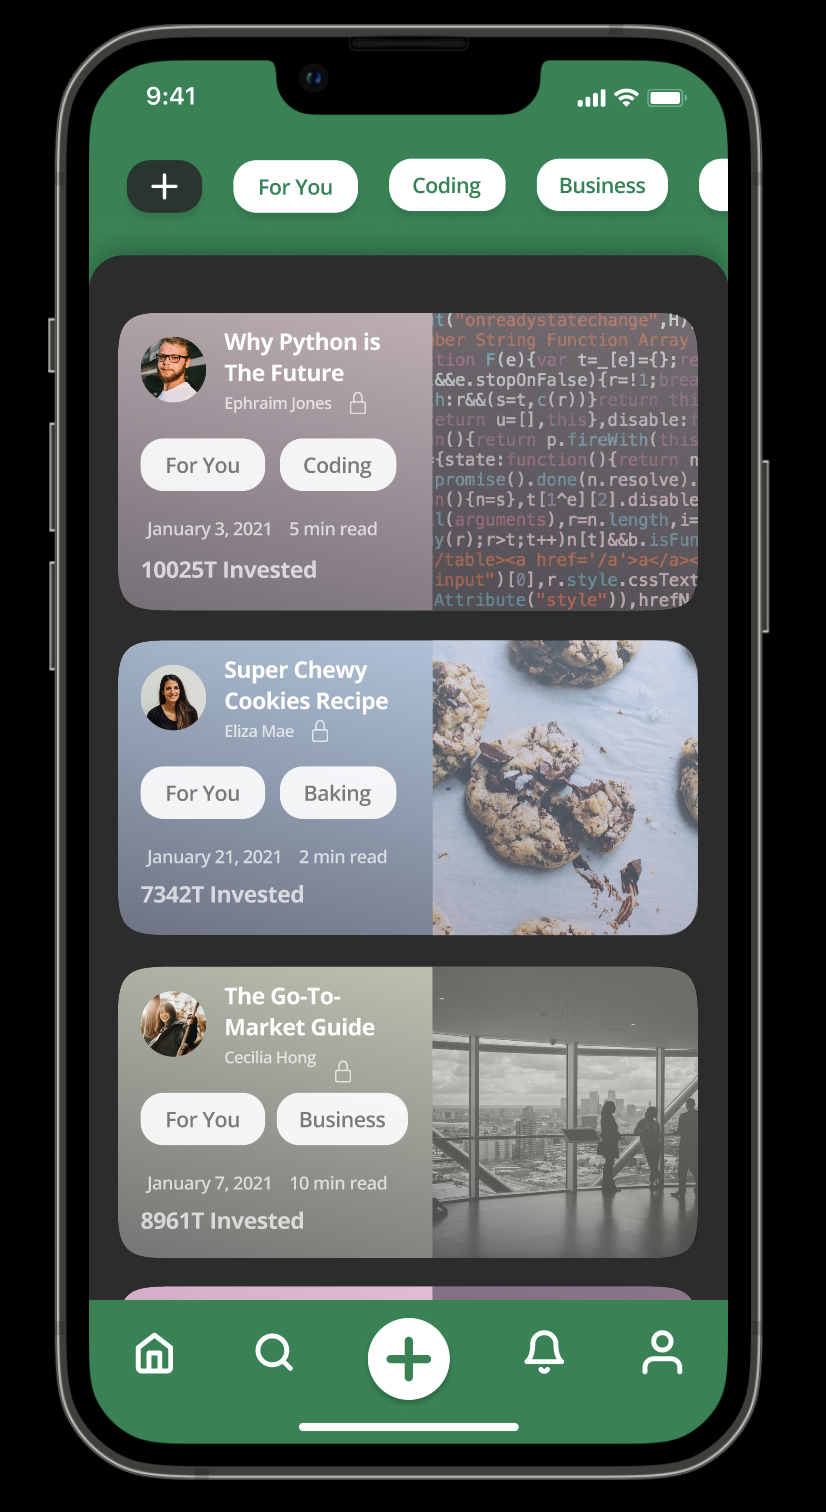 9:41
For You
Coding
Business
Why Python is
The Future
Ephraim Jones
For You
Coding
January 3, 2021 5 min read
10025T Invested
t("onreadystatechange",H)
ber String Function Array
tion F(e){var t=_[e]={};re
&&e.stopOnFalse){r=!1;brea
h:r&&(s=t,c(r))}return thi
eturn u=[],this},disable:f
n(){return p.fireWith(this
={state:function(){return n
promise().done(n.resolve).
n(){n=s},t[1^e][2].disable
l(arguments),r=n.length,i=
y(r);r>t;t++)n[t]&&b.isFun
/table><a href='/a'>a</a><
input")[0],r.style.cssText
Attribute("style")),hrefN
Super Chewy
Cookies Recipe
Eliza Mae
For You
Baking
January 21, 2021 2 min read
7342T Invested
The Go-To-
Market Guide
Cecilia Hong
For You
Business
January 7, 2021 10 min read
8961T Invested